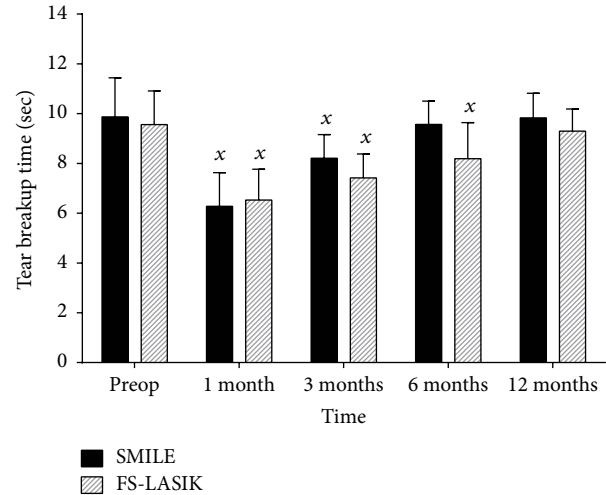 14
12
10
8
6
4
2
0
Tear breakup time (sec)
x
x
x
x
x
Preop
1 month
3 months
6 months
12 months
Time
SMILE
FS-LASIK